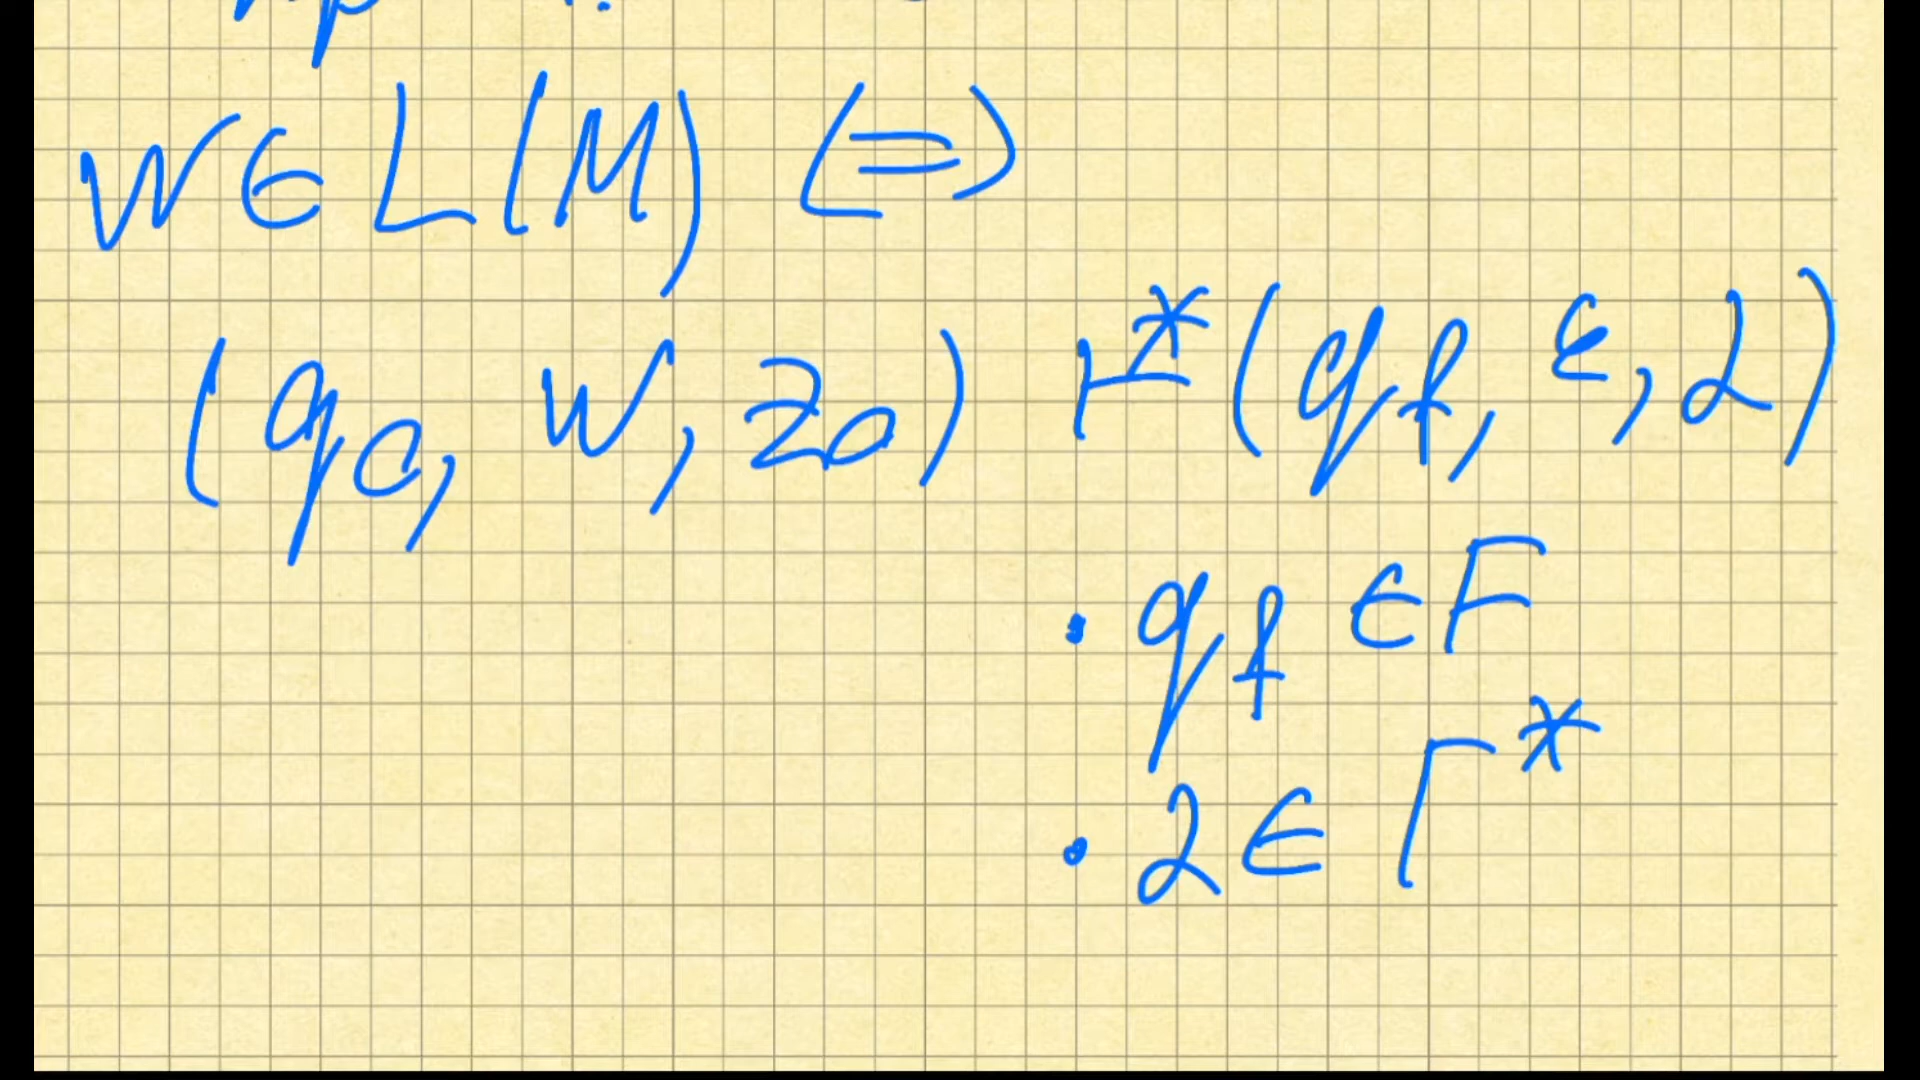 w ∈ L(M) <=>
(q0, w, z0) ⊢* (qf, ε, α)
· qf ∈ F
· α ∈ Γ*